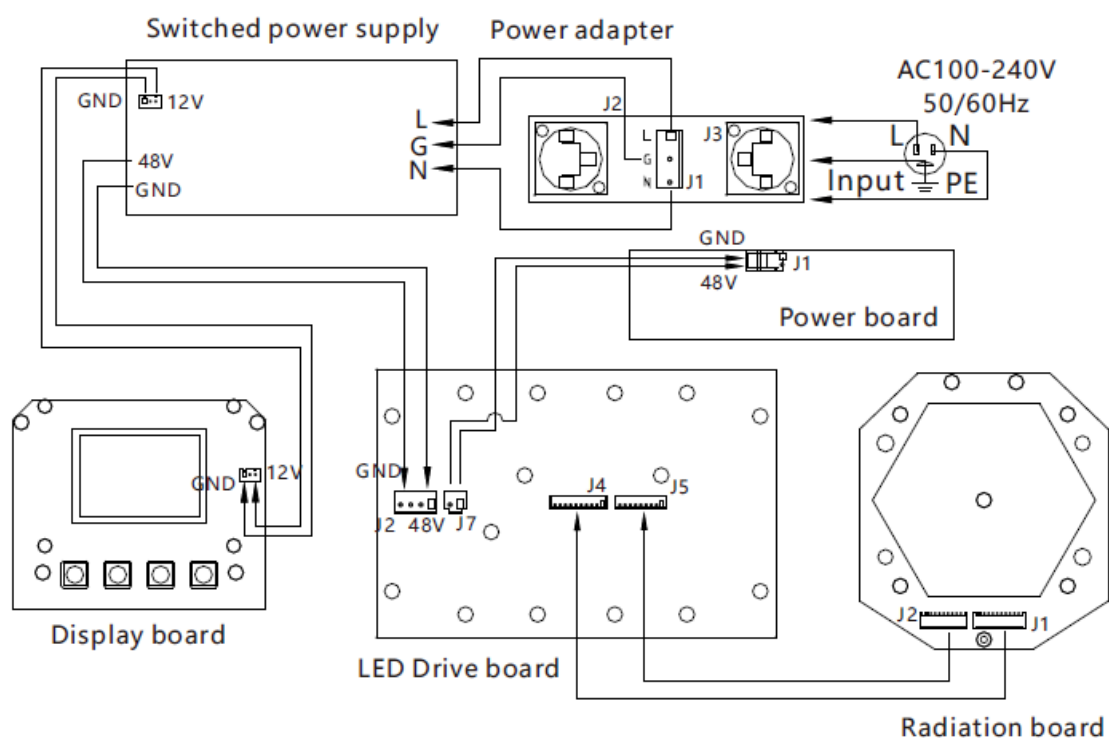 Switched power supply
Power adapter
AC100-240V
50/60Hz
GND
12V
L
G
N
48V
GND
J2
L
G
N
J1
J3
L
N
Input
PE
GND
48V
J1
Power board
GND
12V
Display board
GND
J2
48V
J7
J4
J5
LED Drive board
J2
J1
Radiation board